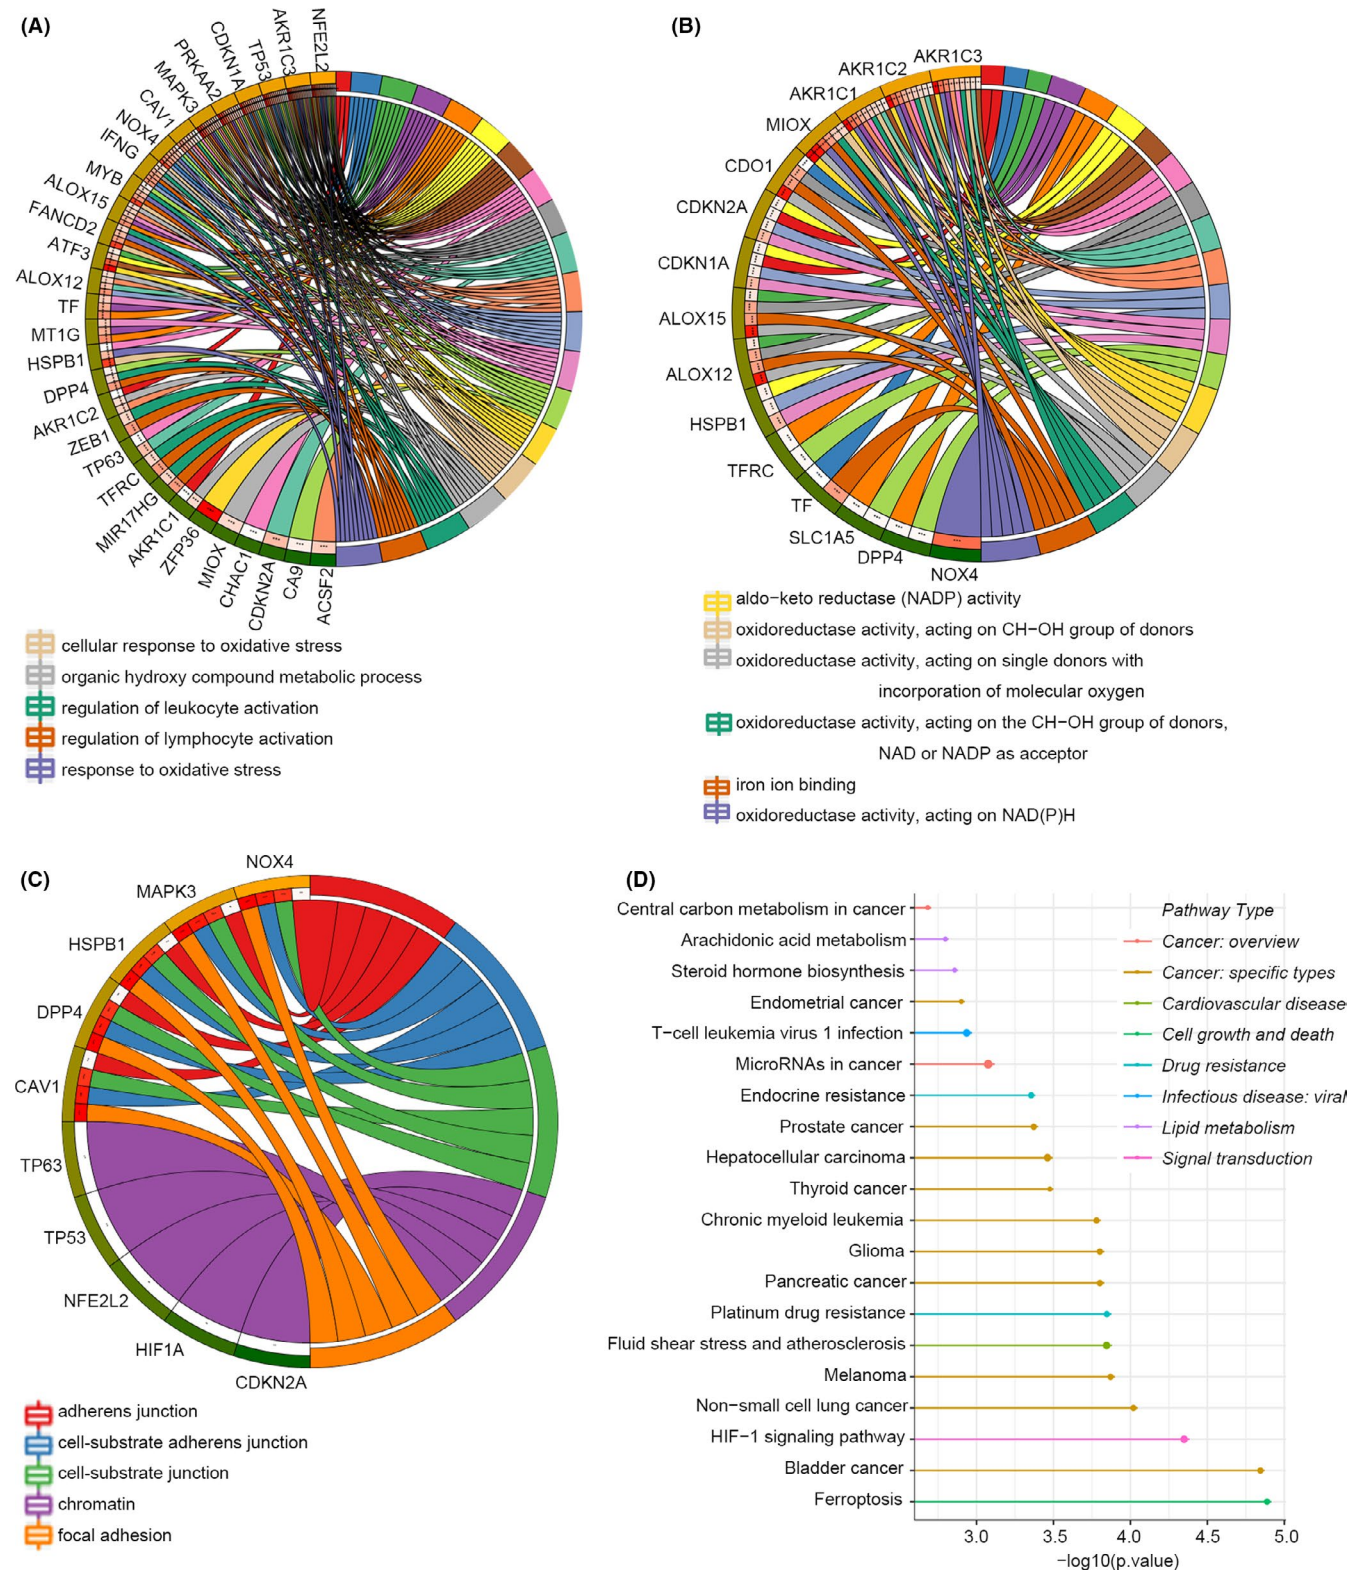 (A)
NFE2L2
AKR1C3
TP53
CDKN1A
PRKAA2
MAPK3
CAV1
NOX4
IFNG
MYB
ALOX15
FANCD2
ATF3
ALOX12
TF
MT1G
HSPB1
DPP4
AKR1C2
ZEB1
TP63
TFRC
MIR17HG
AKR1C1
ZFP36
MIOX
CHAC1
CDKN2A
CA9
ACSF2
cellular response to oxidative stress
organic hydroxy compound metabolic process
regulation of leukocyte activation
regulation of lymphocyte activation
response to oxidative stress
(B)
AKR1C3
AKR1C2
AKR1C1
MIOX
CDO1
CDKN2A
CDKN1A
ALOX15
ALOX12
HSPB1
TFRC
TF
SLC1A5
DPP4
NOX4
aldo-keto reductase (NADP) activity
oxidoreductase activity, acting on CH−OH group of donors
oxidoreductase activity, acting on single donors with
incorporation of molecular oxygen
oxidoreductase activity, acting on the CH−OH group of donors,
NAD or NADP as acceptor
iron ion binding
oxidoreductase activity, acting on NAD(P)H
(C)
NOX4
MAPK3
HSPB1
DPP4
CAV1
TP63
TP53
NFE2L2
HIF1A
CDKN2A
adherens junction
cell-substrate adherens junction
cell-substrate junction
chromatin
focal adhesion
(D)
Central carbon metabolism in cancer
Arachidonic acid metabolism
Steroid hormone biosynthesis
Endometrial cancer
T−cell leukemia virus 1 infection
MicroRNAs in cancer
Endocrine resistance
Prostate cancer
Hepatocellular carcinoma
Thyroid cancer
Chronic myeloid leukemia
Glioma
Pancreatic cancer
Platinum drug resistance
Fluid shear stress and atherosclerosis
Melanoma
Non−small cell lung cancer
HIF−1 signaling pathway
Bladder cancer
Ferroptosis
Pathway Type
Cancer: overview
Cancer: specific types
Cardiovascular disease
Cell growth and death
Drug resistance
Infectious disease: viral
Lipid metabolism
Signal transduction
3.0 3.5 4.0 4.5 5.0
−log10(p.value)